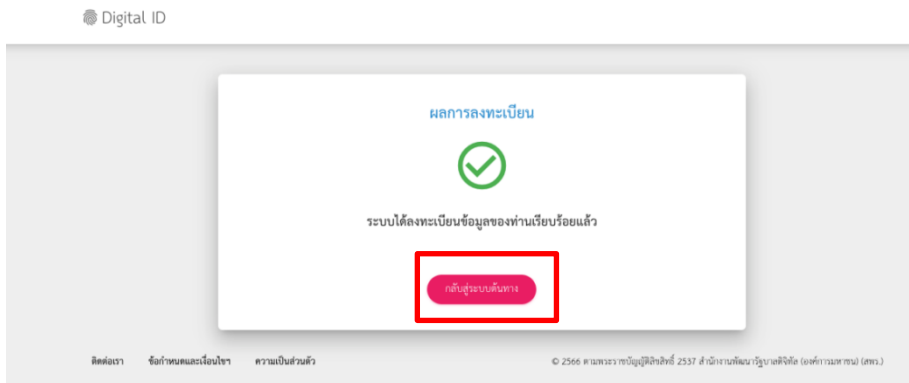 Digital ID
ผลการลงทะเบียน
ระบบได้ลงทะเบียนข้อมูลของท่านเรียบร้อยแล้ว
กลับสู่ระบบต้นทาง
ติดต่อเรา ข้อกำหนดและเงื่อนไขฯ ความเป็นส่วนตัว © 2566 ตามพระราชบัญญัติลิขสิทธิ์ 2537 สำนักงานพัฒนารัฐบาลดิจิทัล (องค์การมหาชน) (สพร.)